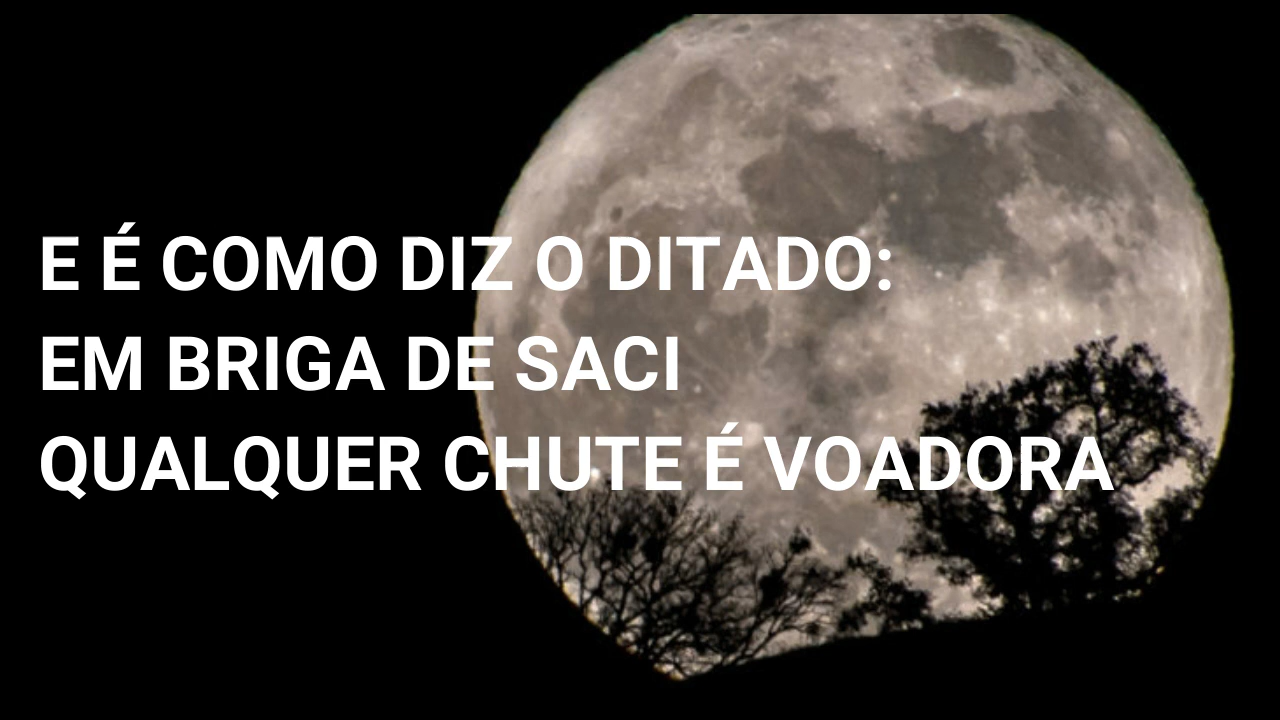 E É COMO DIZ O DITADO:
EM BRIGA DE SACI
QUALQUER CHUTE É VOADORA